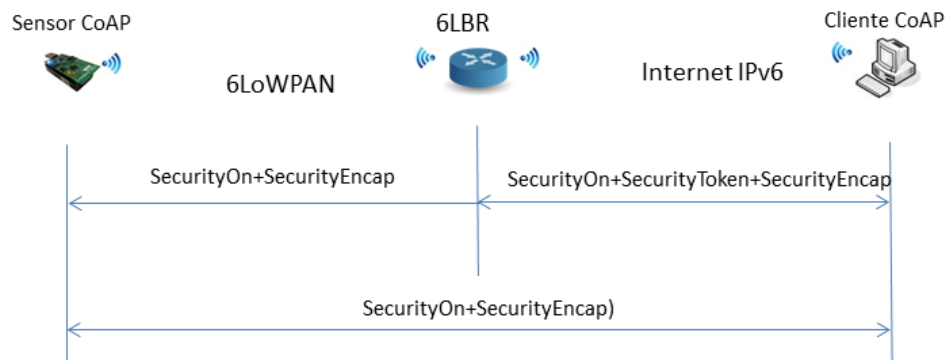 Sensor CoAP
6LBR
Cliente CoAP
6LoWPAN
Internet IPv6
SecurityOn+SecurityEncap
SecurityOn+SecurityToken+SecurityEncap
SecurityOn+SecurityEncap)